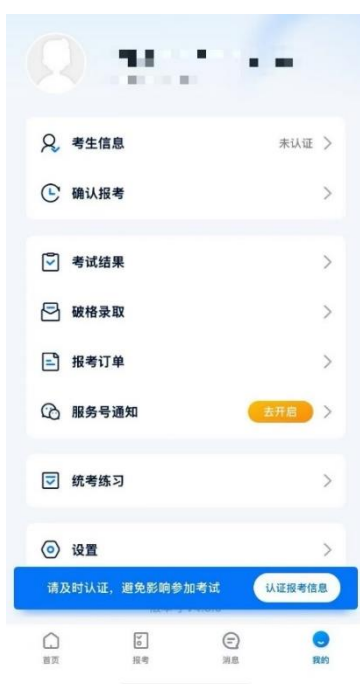 考生信息 未认证
确认报考
考试结果
破格录取
报考订单
服务号通知 去开启
统考练习
设置
请及时认证，避免影响参加考试 认证报考信息
首页 报考 消息 我的